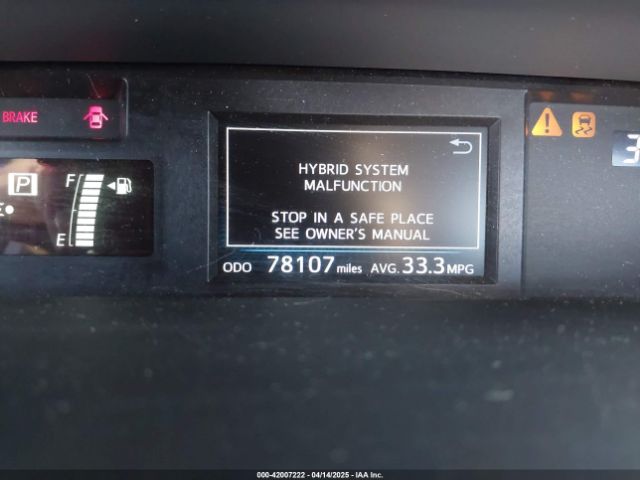 BRAKE
P
F
E
HYBRID SYSTEM
MALFUNCTION
STOP IN A SAFE PLACE
SEE OWNER'S MANUAL
ODO 78107 miles AVG. 33.3 MPG
3
000-42007222 - 04/14/2025 - IAA Inc.